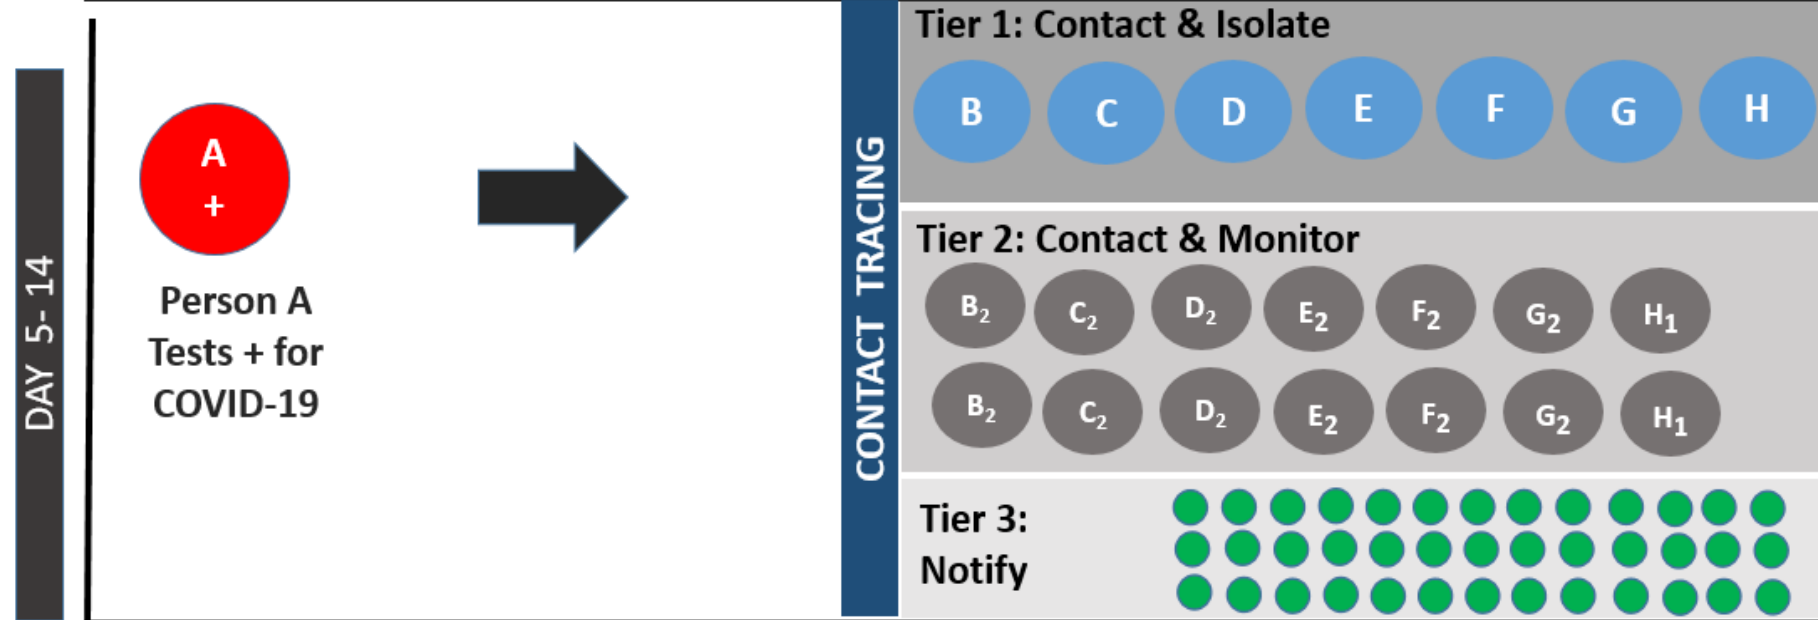 DAY 5- 14
A
+
Person A
Tests + for
COVID-19
CONTACT TRACING
Tier 1: Contact & Isolate
B C D E F G H
Tier 2: Contact & Monitor
B₂ C₂ D₂ E₂ F₂ G₂ H₁
B₂ C₂ D₂ E₂ F₂ G₂ H₁
Tier 3:
Notify